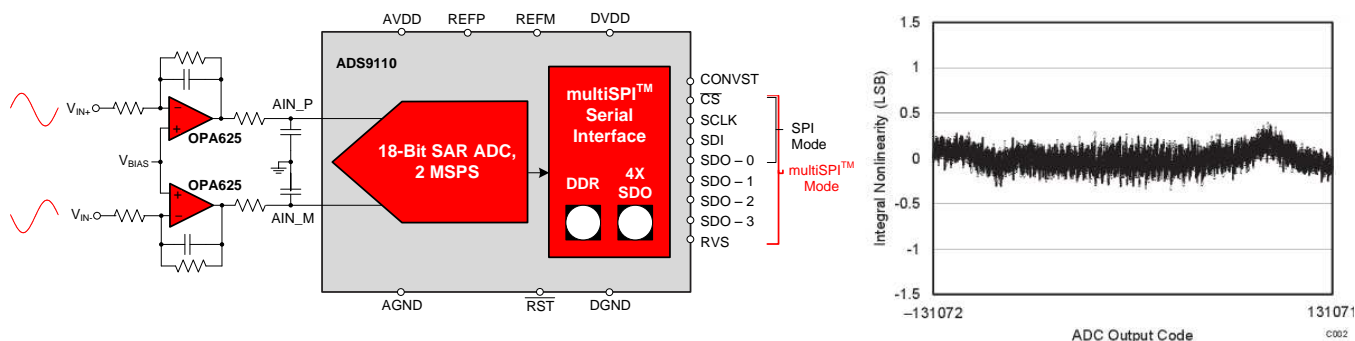 AVDD REFP REFM DVDD
ADS9110
CONVST
CS
SCLK
SDI
SDO – 0
SDO – 1
SDO – 2
SDO – 3
RVS
SPI
Mode
multiSPI™
Mode
multiSPI™
Serial
Interface
DDR
4X
SDO
18-Bit SAR ADC,
2 MSPS
AIN_P
AIN_M
VIN+
OPA625
VBIAS
OPA625
VIN-
AGND RST DGND
Integral Nonlinearity (LSB)
1.5
1
0.5
0
-0.5
-1
-1.5
–131072
131071
ADC Output Code
C002